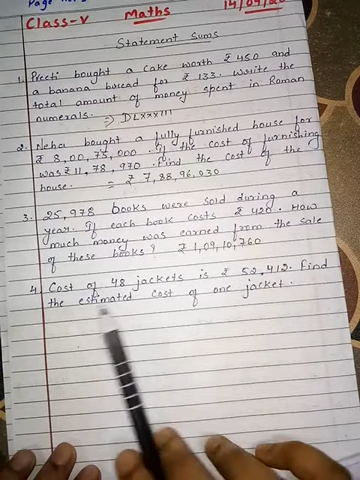 Class-V Maths 14/09/20
Statement Sums
1. Preeti bought a cake worth ₹ 450 and
a banana bread for ₹ 133. Write the
total amount of money spent in Roman
numerals. ⇒ DLXXXIII
2. Neha bought a fully furnished house for
₹ 8,00,75,000. If the cost of furnishing
was ₹ 11,78,970. Find the cost of the
house. = ₹ 7,88,96,030
3. 25,978 books were sold during a
year. If each book costs ₹ 420. How
much money was earned from the sale
of these books? ₹ 1,09,10,760
4. Cost of 48 jackets is ₹ 52,412. Find
the estimated cost of one jacket.